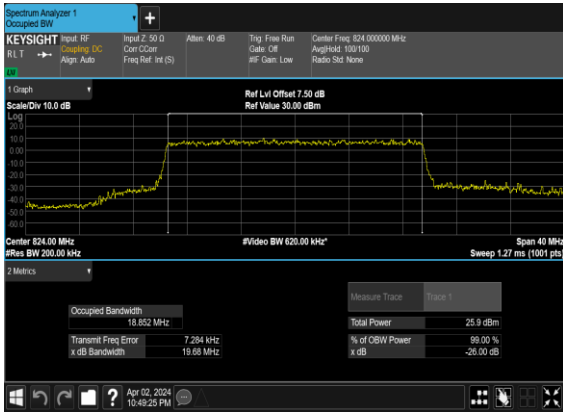 Spectrum Analyzer 1
Occupied BW
+
KEYSIGHT
RLT
Input: RF
Coupling: DC
Align: Auto
Input Z: 50 Ω
Corr CCorr
Freq Ref: Int (S)
Atten: 40 dB
Trig: Free Run
Gate: Off
#IF Gain: Low
Center Freq: 824.000000 MHz
Avg|Hold: 100/100
Radio Std: None
1 Graph
Scale/Div 10.0 dB
Ref Lvl Offset 7.50 dB
Ref Value 30.00 dBm
Log
20.0
10.0
0.00
-10.0
-20.0
-30.0
-40.0
-50.0
-60.0
Center 824.00 MHz
#Video BW 620.00 kHz*
Span 40 MHz
#Res BW 200.00 kHz
Sweep 1.27 ms (1001 pts)
2 Metrics
Measure Trace
Trace 1
Occupied Bandwidth
18.852 MHz
Total Power
25.9 dBm
Transmit Freq Error
7.284 kHz
% of OBW Power
99.00 %
x dB Bandwidth
19.68 MHz
x dB
-26.00 dB
?
Apr 02, 2024
10:49:25 PM